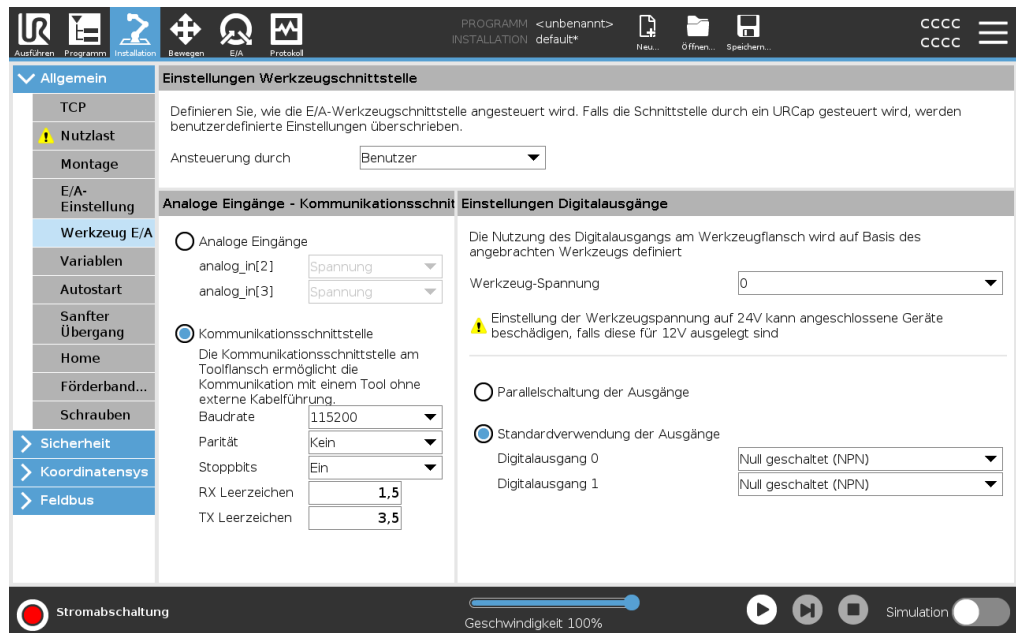 UR
PROGRAMM <unbenannt>
INSTALLATION default*
CCCC
CCCC
Ausführen Programm Installation Bewegen E/A Protokoll Neu... Öffnen... Speichern...
Allgemein
TCP
Nutzlast
Montage
E/A-
Einstellung
Werkzeug E/A
Variablen
Autostart
Sanfter
Übergang
Home
Förderband...
Schrauben
Sicherheit
Koordinatensys
Feldbus
Einstellungen Werkzeugschnittstelle
Definieren Sie, wie die E/A-Werkzeugschnittstelle angesteuert wird. Falls die Schnittstelle durch ein URCap gesteuert wird, werden
benutzerdefinierte Einstellungen überschrieben.
Ansteuerung durch Benutzer
Analoge Eingänge - Kommunikationsschnit
Analoge Eingänge
analog_in[2] Spannung
analog_in[3] Spannung
Kommunikationsschnittstelle
Die Kommunikationsschnittstelle am
Toolflansch ermöglicht die
Kommunikation mit einem Tool ohne
externe Kabelführung.
Baudrate 115200
Parität Kein
Stoppbits Ein
RX Leerzeichen 1,5
TX Leerzeichen 3,5
Einstellungen Digitalausgänge
Die Nutzung des Digitalausgangs am Werkzeugflansch wird auf Basis des
angebrachten Werkzeugs definiert
Werkzeug-Spannung 0
Einstellung der Werkzeugspannung auf 24V kann angeschlossene Geräte
beschädigen, falls diese für 12V ausgelegt sind
Parallelschaltung der Ausgänge
Standardverwendung der Ausgänge
Digitalausgang 0 Null geschaltet (NPN)
Digitalausgang 1 Null geschaltet (NPN)
Stromabschaltung
Geschwindigkeit 100%
Simulation